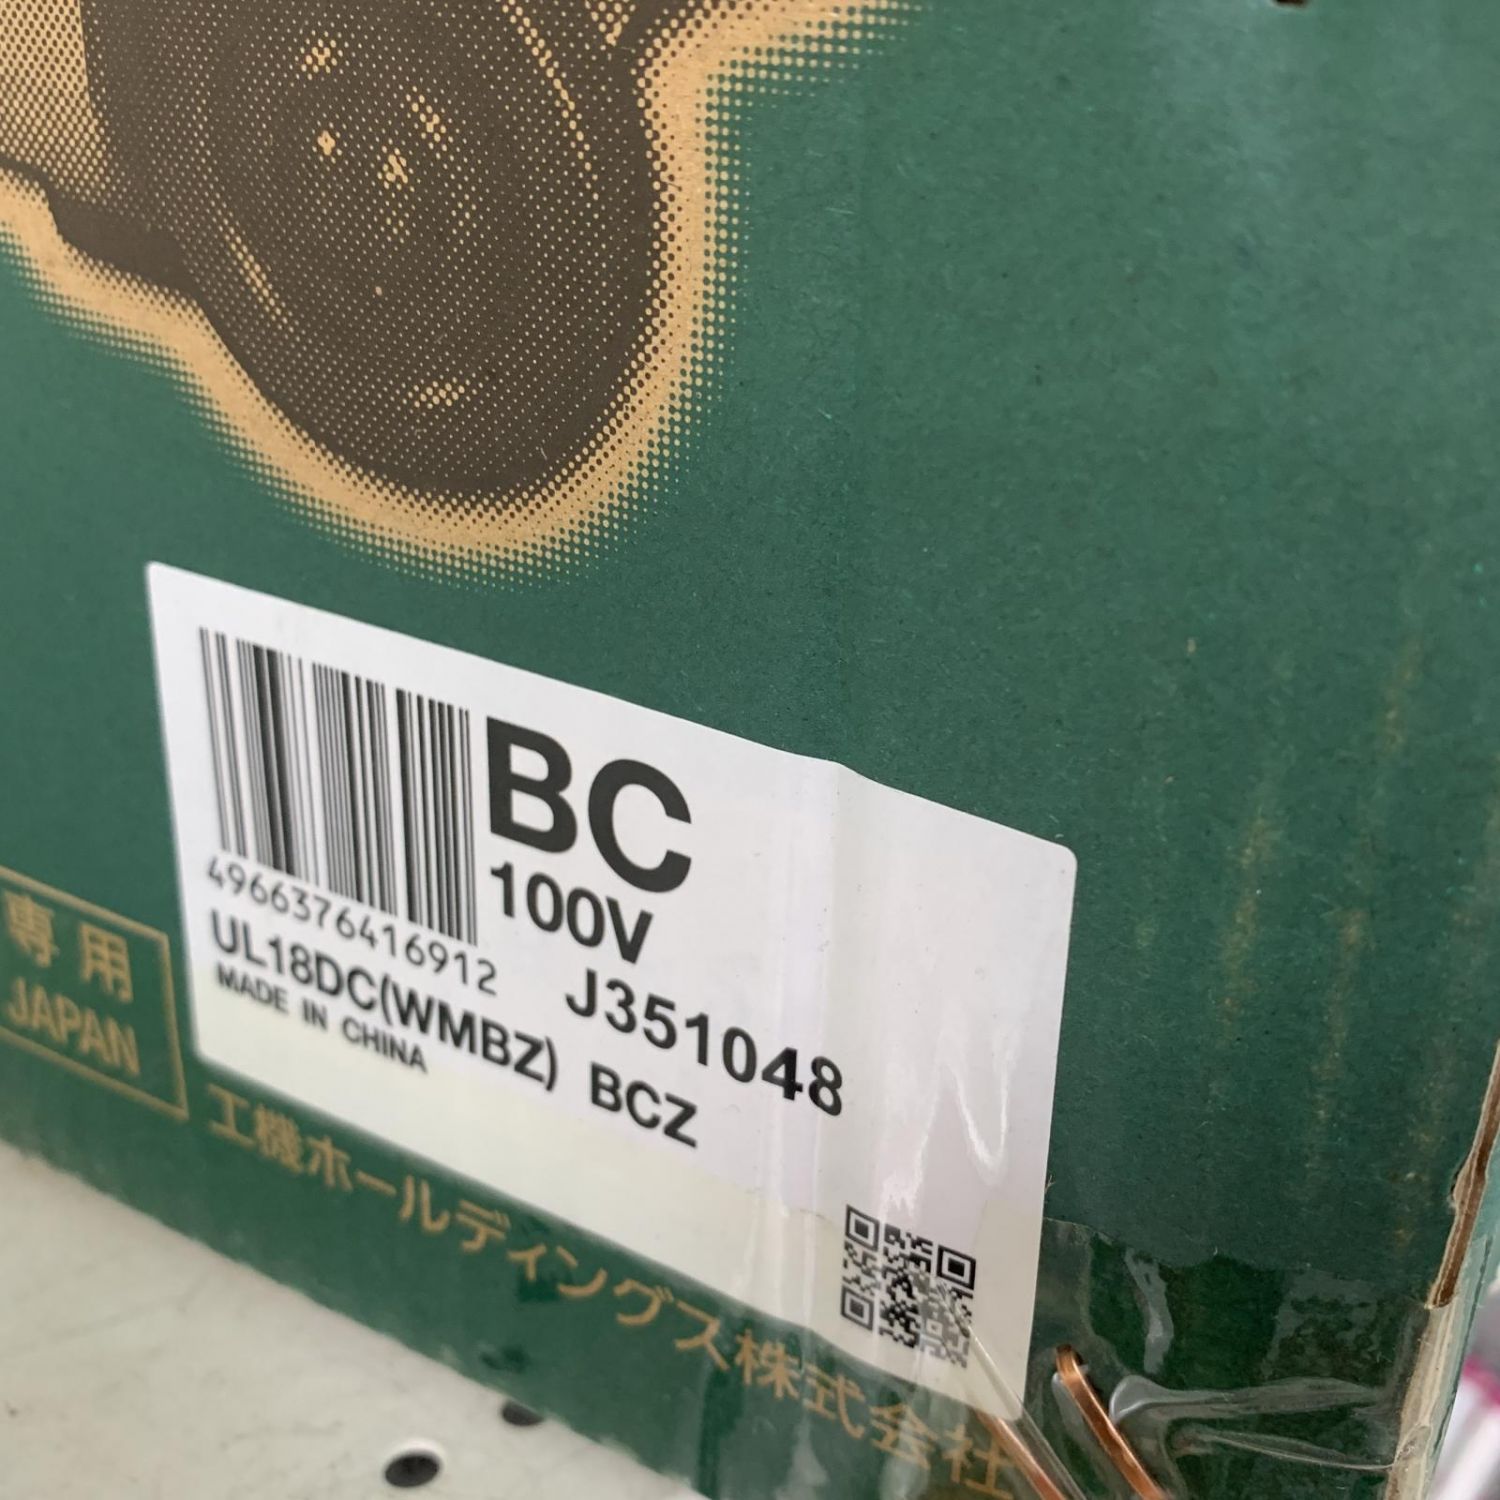 BC
100V
4966376416912
J351048
UL18DC(WMBZ) BCZ
MADE IN CHINA
専用
JAPAN
工機ホールディングス株式会社